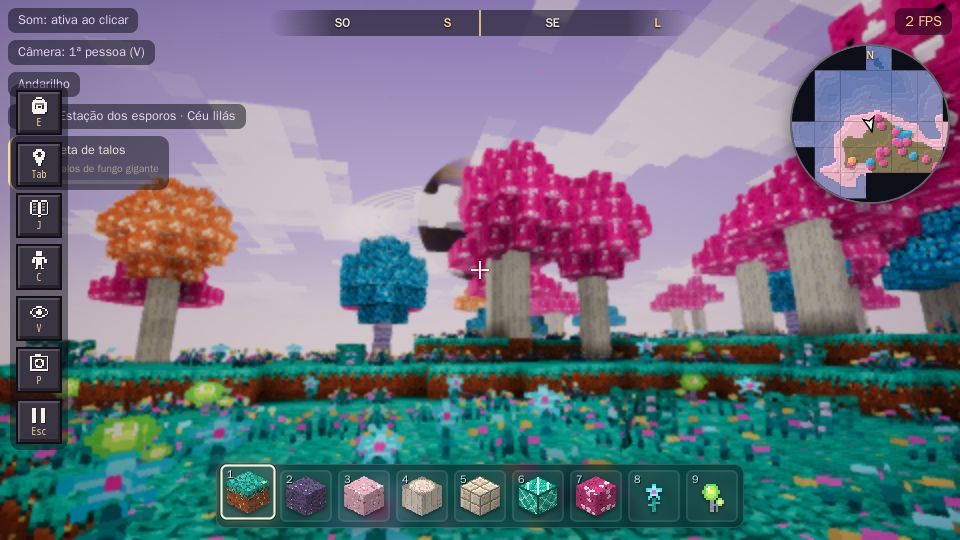 Som: ativa ao clicar
SO S SE L
2 FPS
Câmera: 1ª pessoa (V)
N
Andarilho
E
Estação dos esporos · Céu lilás
eta de talos
alos de fungo gigante
Tab
J
C
V
P
Esc
1 2 3 4 5 6 7 8 9